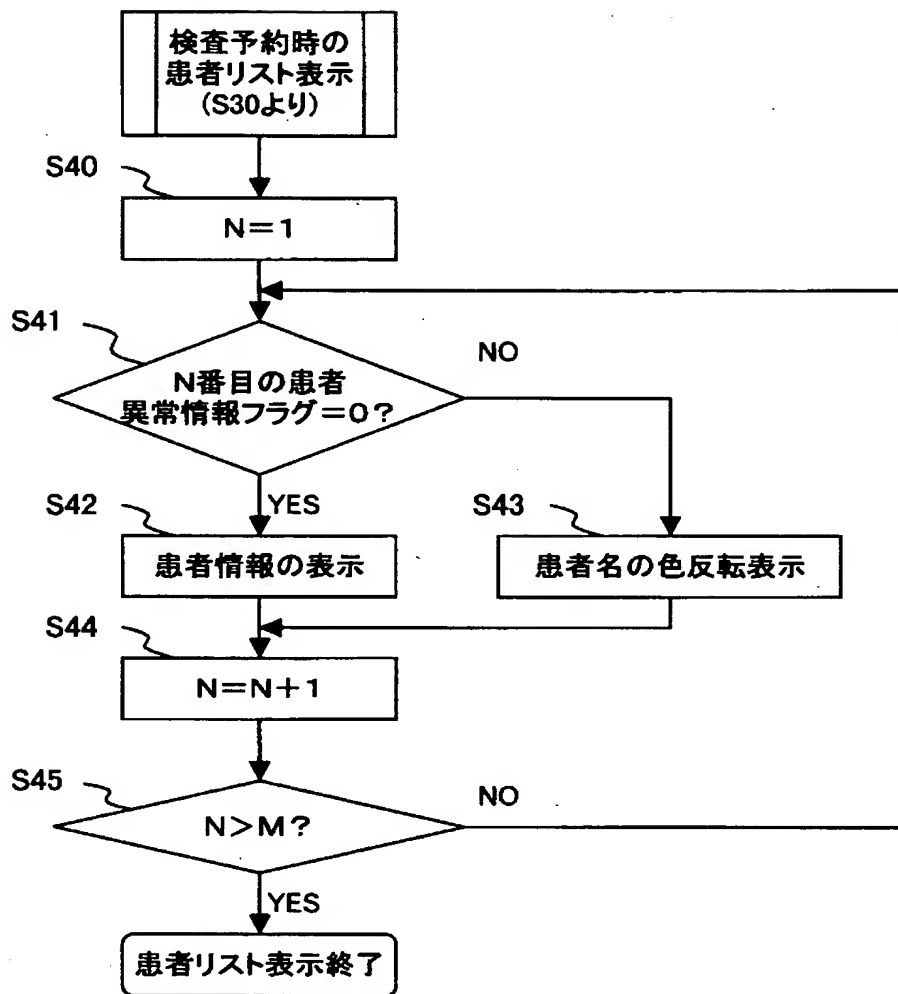 検査予約時の
患者リスト表示
(S30より)
S40
N＝1
S41
NO
N番目の患者
異常情報フラグ＝0？
YES
S42
S43
患者情報の表示
患者名の色反転表示
S44
N＝N＋1
S45
NO
N＞M？
YES
患者リスト表示終了